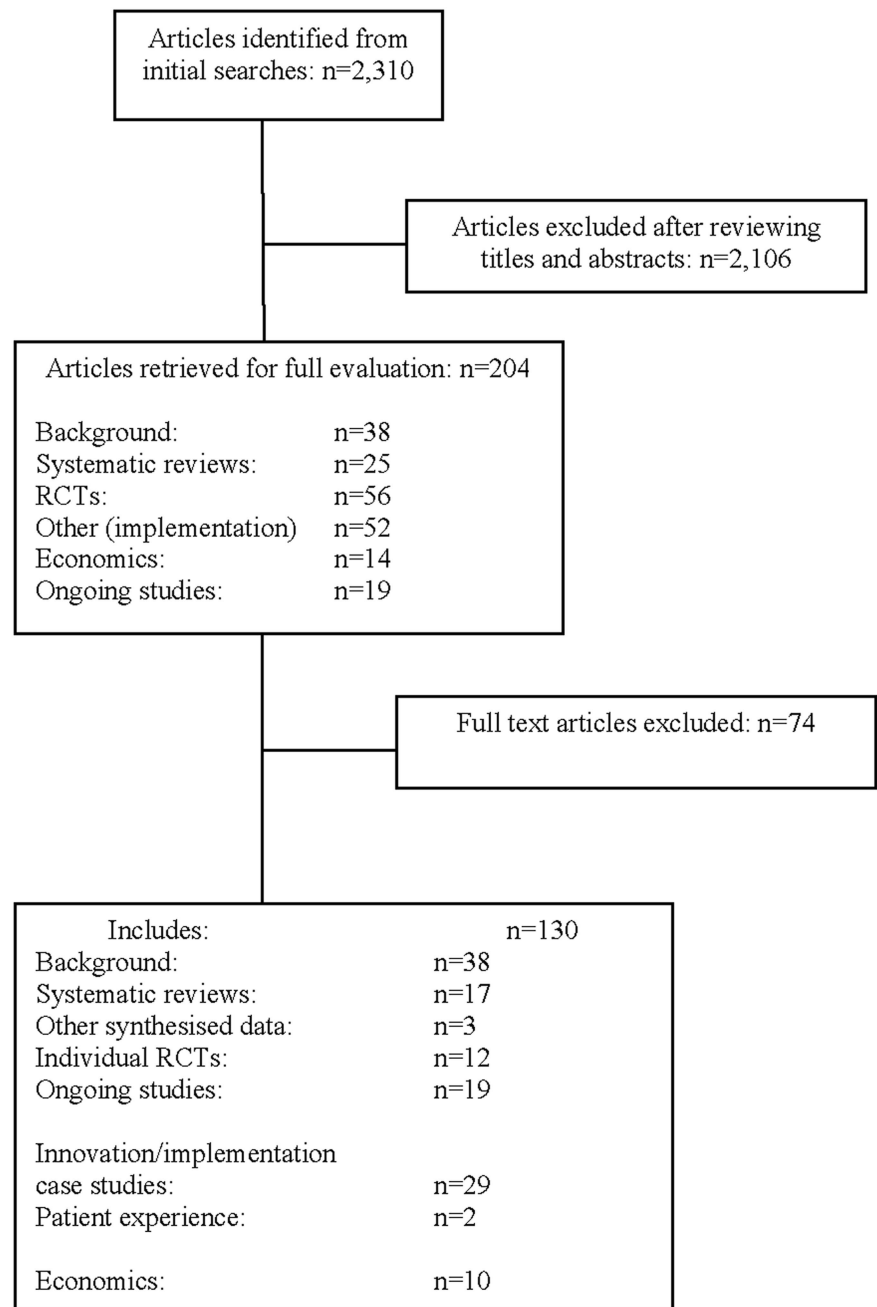 Articles identified from
initial searches: n=2,310
Articles excluded after reviewing
titles and abstracts: n=2,106
Articles retrieved for full evaluation: n=204
Background: n=38
Systematic reviews: n=25
RCTs: n=56
Other (implementation) n=52
Economics: n=14
Ongoing studies: n=19
Full text articles excluded: n=74
Includes: n=130
Background: n=38
Systematic reviews: n=17
Other synthesised data: n=3
Individual RCTs: n=12
Ongoing studies: n=19
Innovation/implementation
case studies: n=29
Patient experience: n=2
Economics: n=10